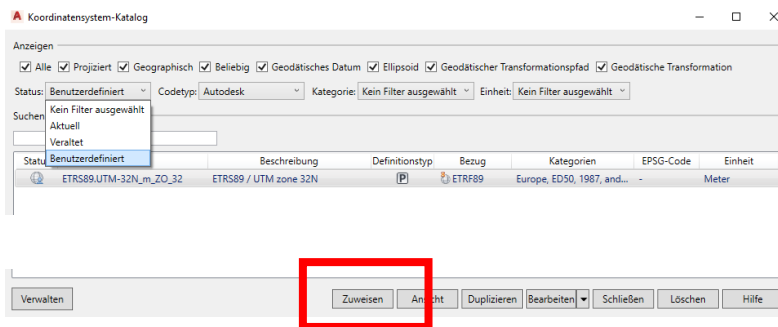 Koordinatensystem-Katalog
Anzeigen
Alle Projiziert Geographisch Beliebig Geodätisches Datum Ellipsoid Geodätischer Transformationspfad Geodätische Transformation
Status: Benutzerdefiniert Codetyp: Autodesk Kategorie: Kein Filter ausgewählt Einheit: Kein Filter ausgewählt
Kein Filter ausgewählt
Suchen
Aktuell
Veraltet
Benutzerdefiniert
Beschreibung Definitionstyp Bezug Kategorien EPSG-Code Einheit
ETRS89.UTM-32N_m_ZO_32 ETRS89 / UTM zone 32N P ETRF89 Europe, ED50, 1987, and... - Meter
Verwalten Zuweisen Ansicht Duplizieren Bearbeiten Schließen Löschen Hilfe